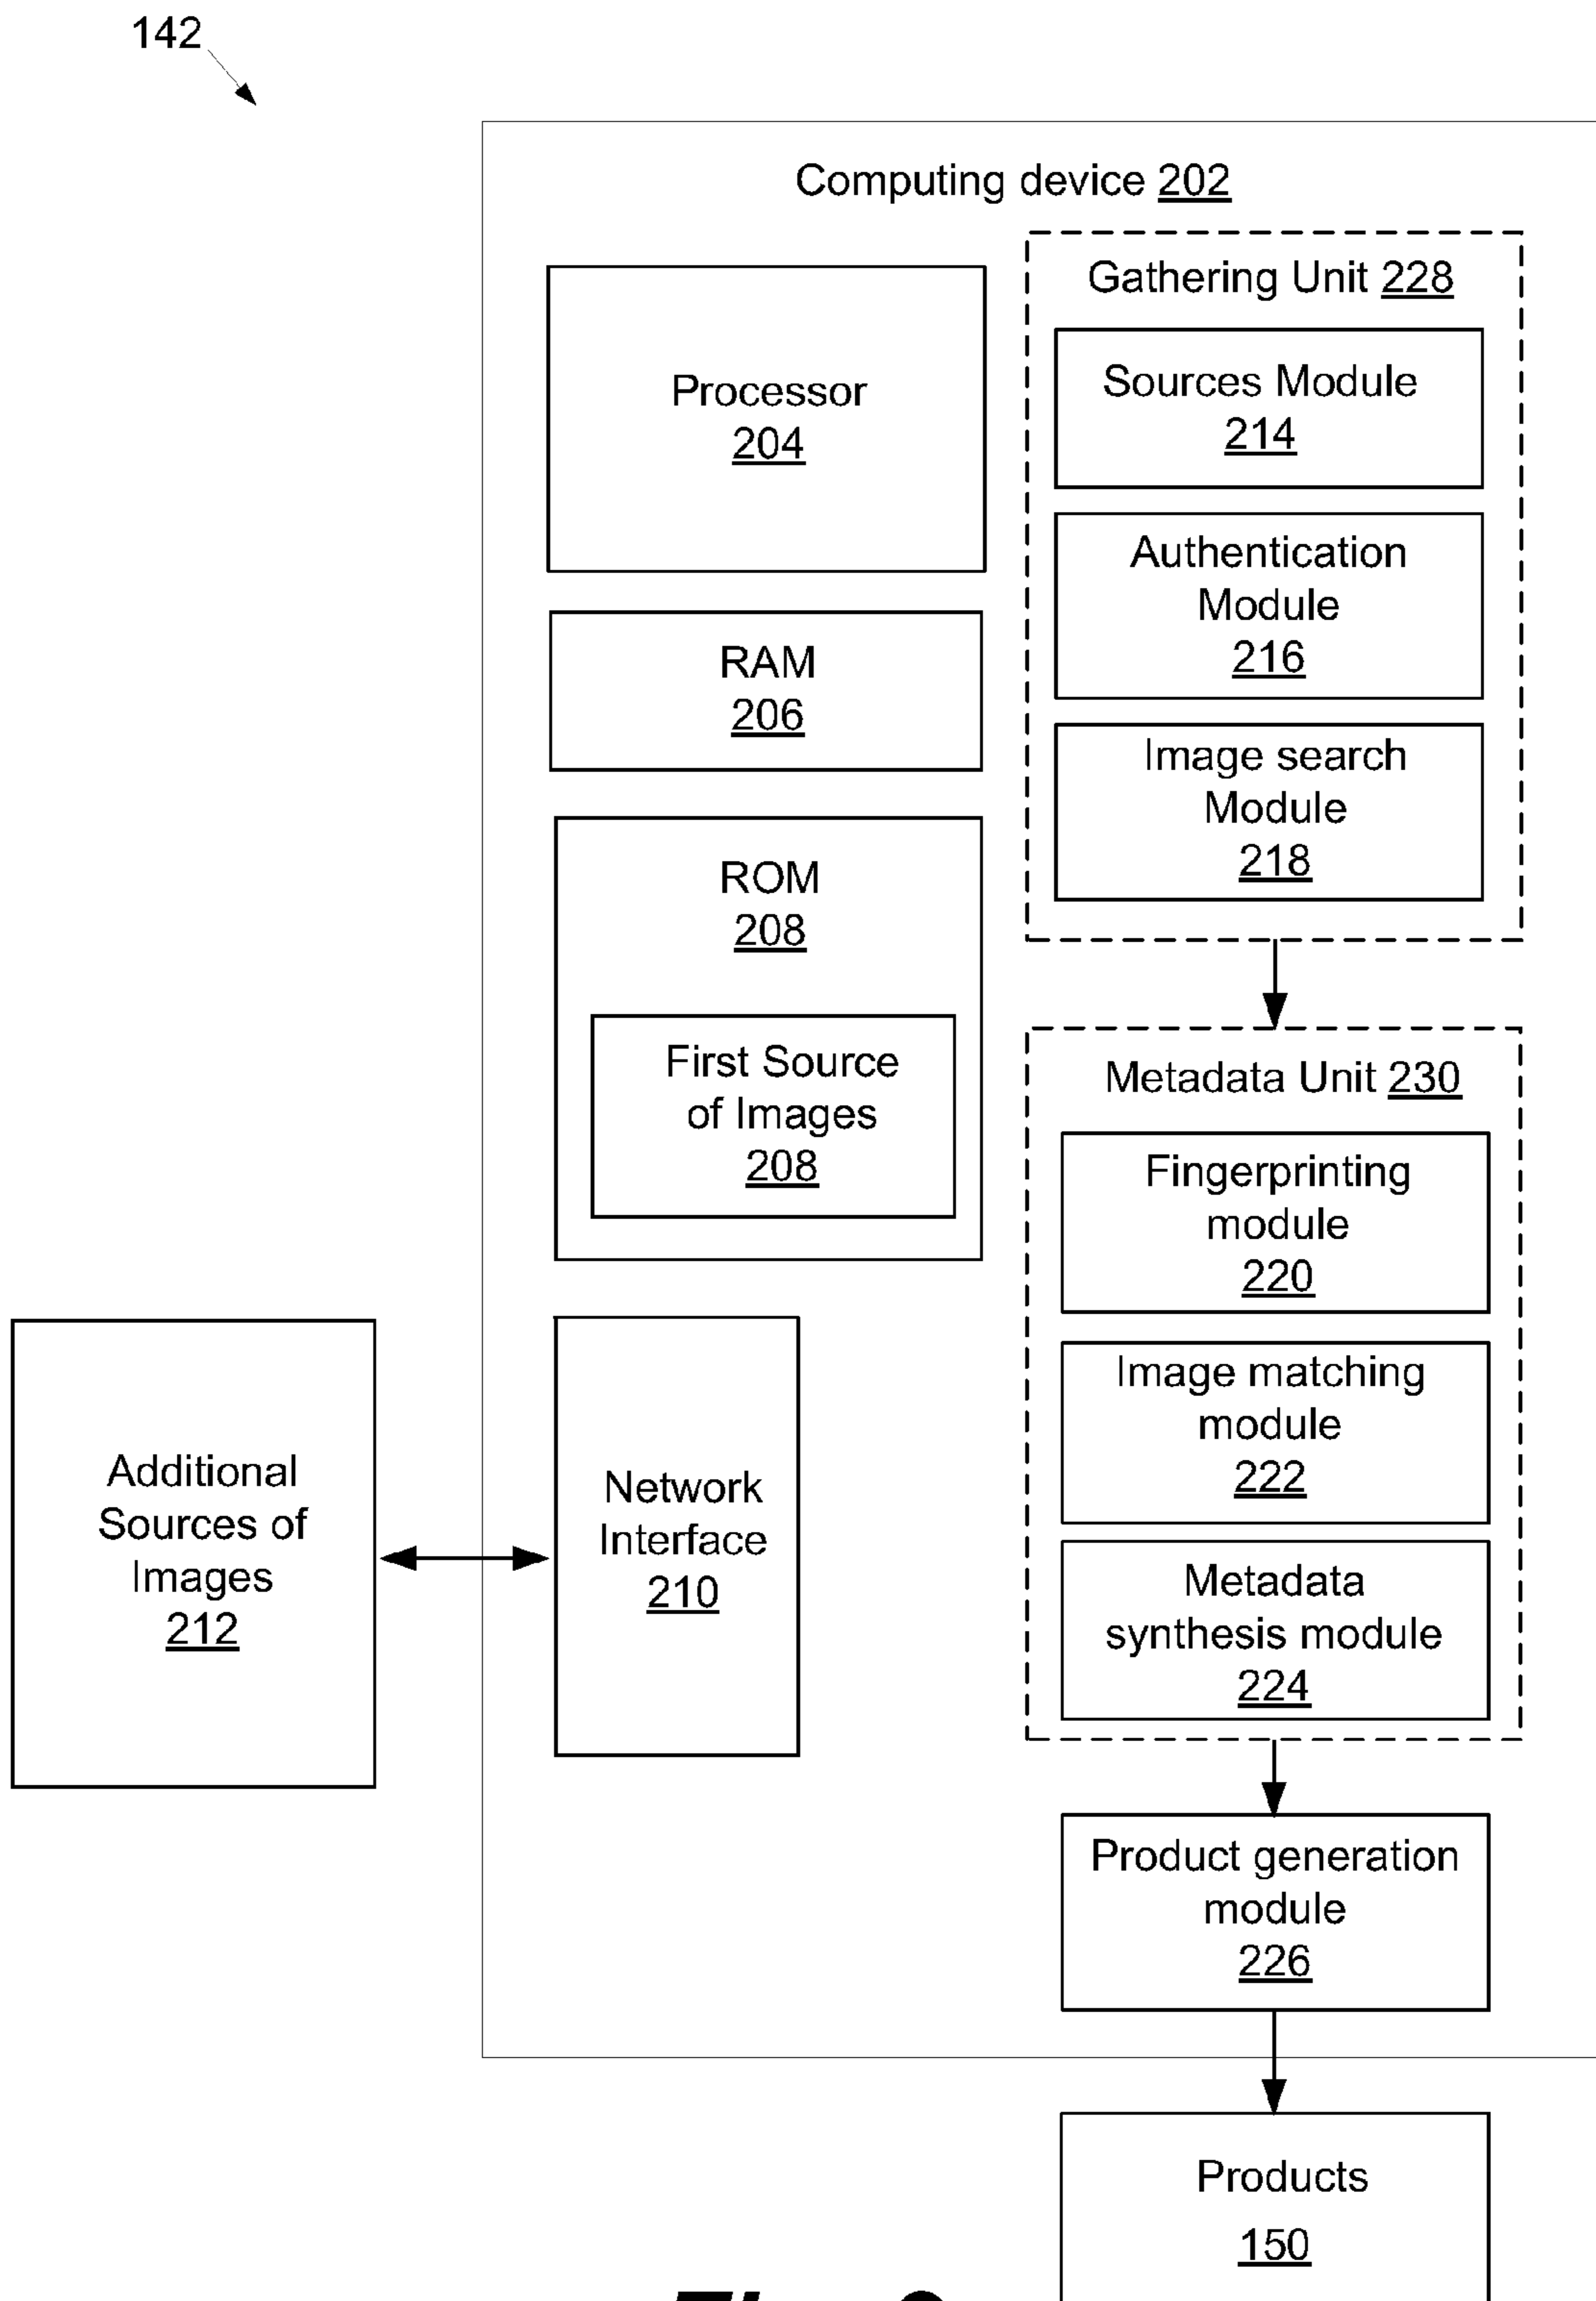 142
Computing device 202
Processor
204
RAM
206
ROM
208
First Source
of Images
208
Network
Interface
210
Additional
Sources of
Images
212
Gathering Unit 228
Sources Module
214
Authentication
Module
216
Image search
Module
218
Metadata Unit 230
Fingerprinting
module
220
Image matching
module
222
Metadata
synthesis module
224
Product generation
module
226
Products
150